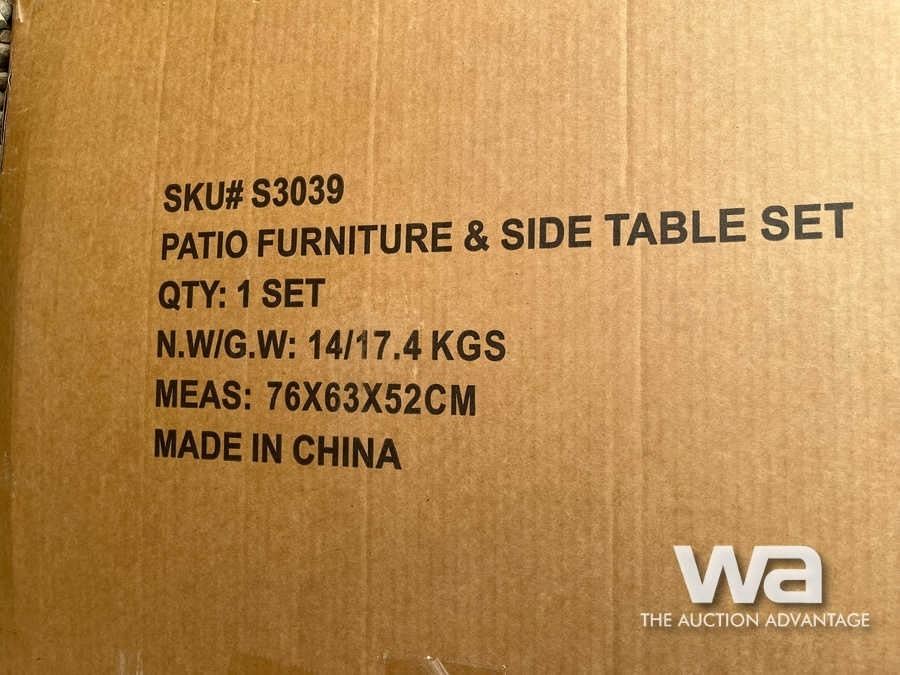 SKU# S3039
PATIO FURNITURE & SIDE TABLE SET
QTY: 1 SET
N.W/G.W: 14/17.4 KGS
MEAS: 76X63X52CM
MADE IN CHINA
wa
THE AUCTION ADVANTAGE